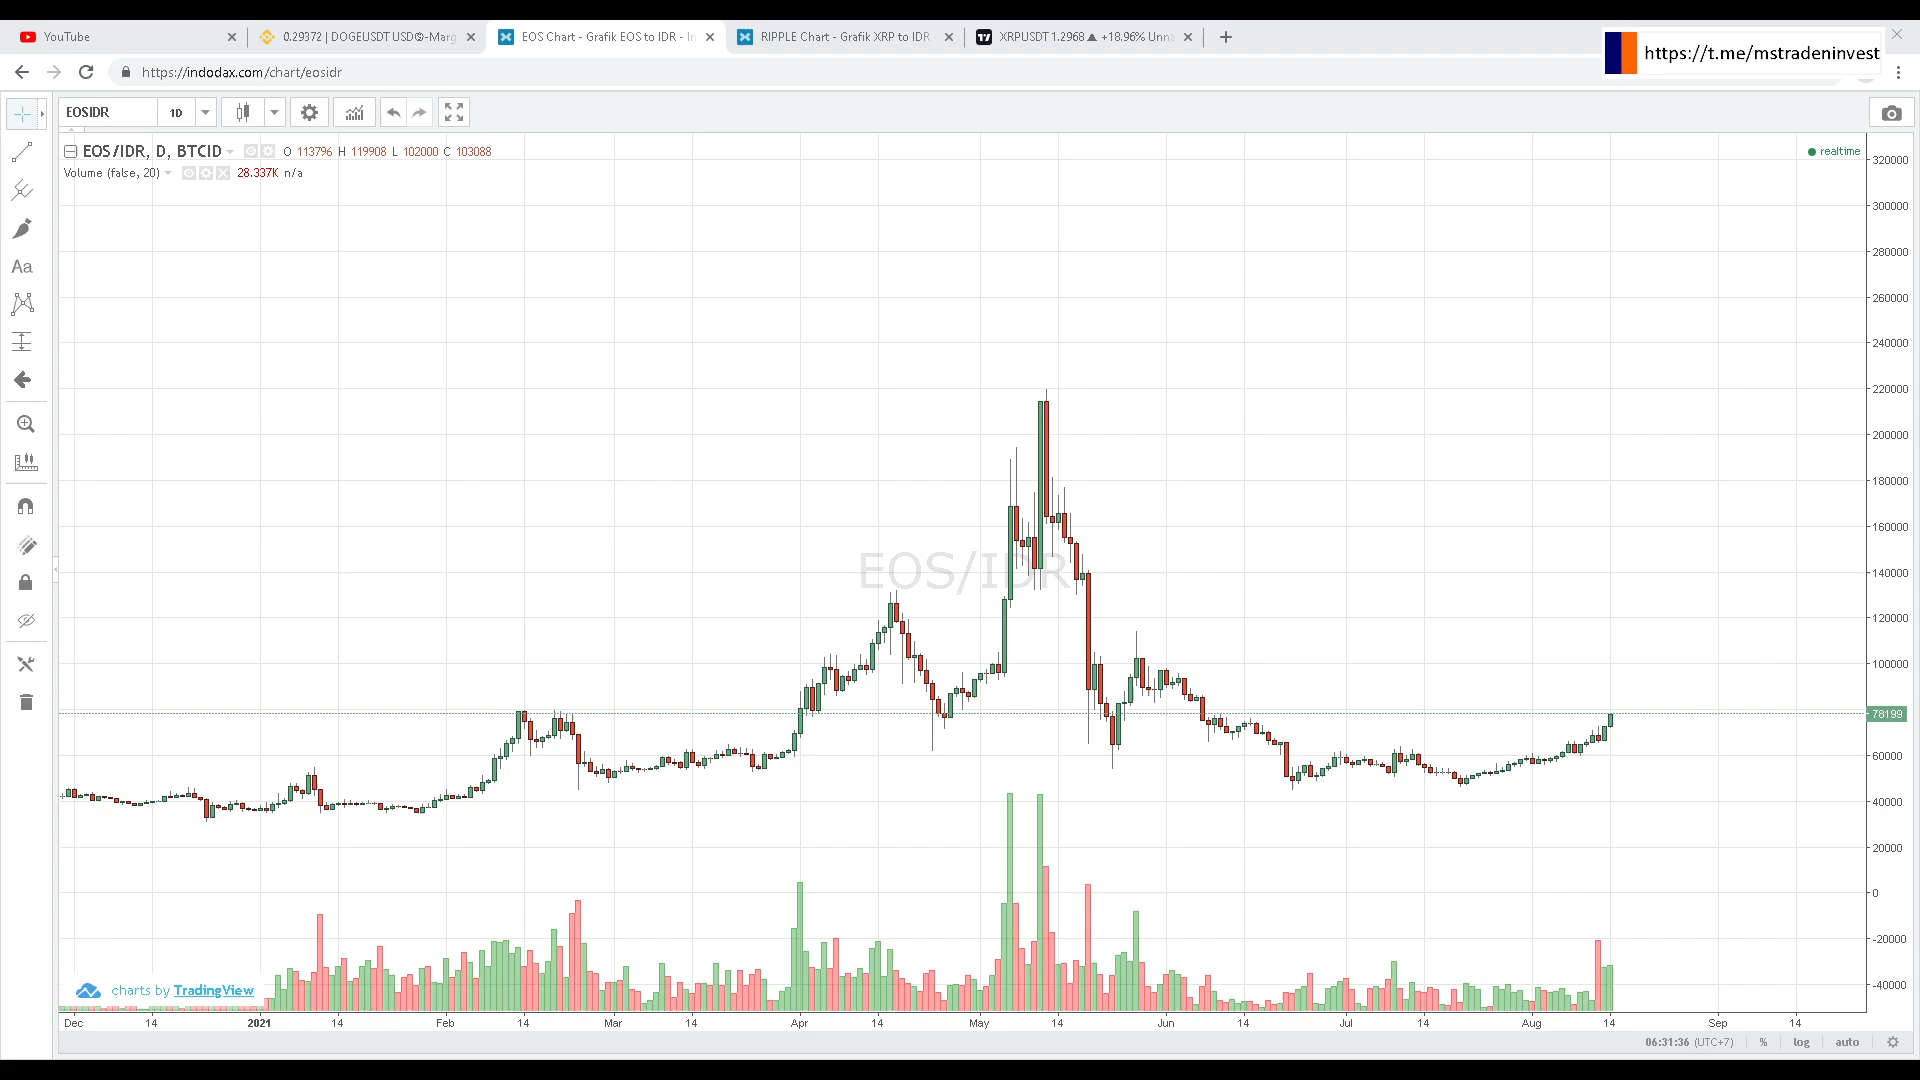 YouTube
0.29372 | DOGEUSDT USDⓈ-Marg
EOS Chart - Grafik EOS to IDR - In
RIPPLE Chart - Grafik XRP to IDR -
XRPUSDT 1.2968 ▲ +18.96% Unna
https://t.me/mstradeninvest
https://indodax.com/chart/eosidr
EOSIDR 1D
EOS/IDR, D, BTCID O 113796 H 119908 L 102000 C 103088
realtime
Volume (false, 20) 28.337K n/a
Aa
EOS/IDR
320000
300000
280000
260000
240000
220000
200000
180000
160000
140000
120000
100000
78199
60000
40000
20000
0
-20000
-40000
charts by TradingView
Dec 14 2021 14 Feb 14 Mar 14 Apr 14 May 14 Jun 14 Jul 14 Aug 14 Sep 14
06:31:36 (UTC+7) % log auto